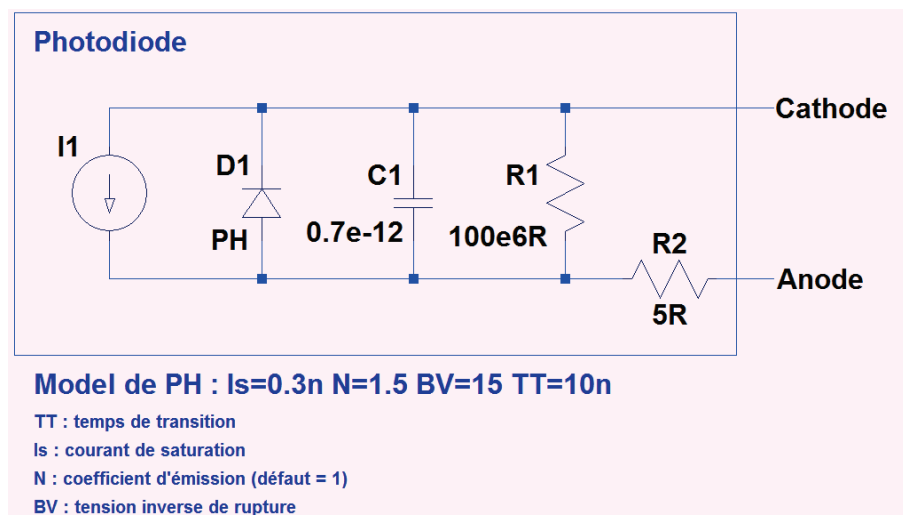 Photodiode
Cathode
I1
D1
C1
R1
PH
0.7e-12
100e6R
R2
Anode
5R
Model de PH : Is=0.3n N=1.5 BV=15 TT=10n
TT : temps de transition
Is : courant de saturation
N : coefficient d'émission (défaut = 1)
BV : tension inverse de rupture